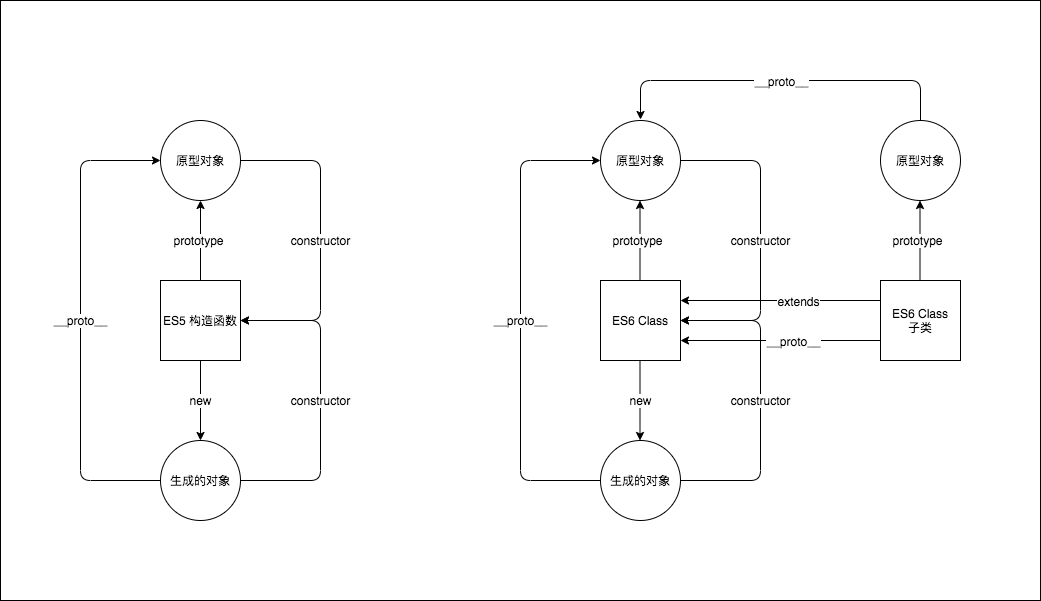 __proto__
原型对象
原型对象
原型对象
prototype
constructor
prototype
constructor
prototype
__proto__
ES5 构造函数
__proto__
ES6 Class
extends
__proto__
ES6 Class
子类
new
constructor
new
constructor
生成的对象
生成的对象